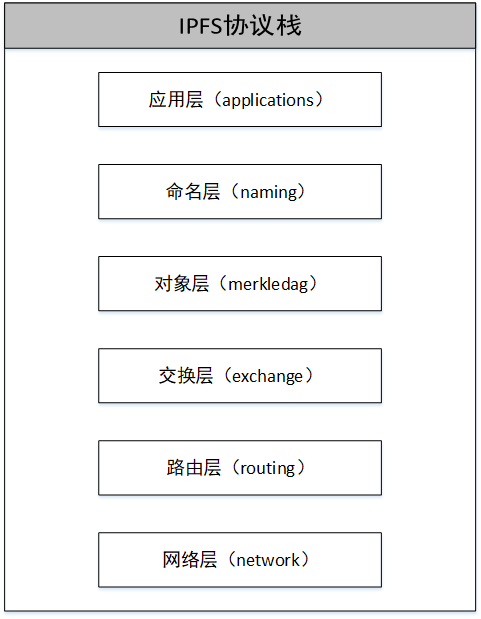 IPFS协议栈
应用层（applications）
命名层（naming）
对象层（merkledag）
交换层（exchange）
路由层（routing）
网络层（network）